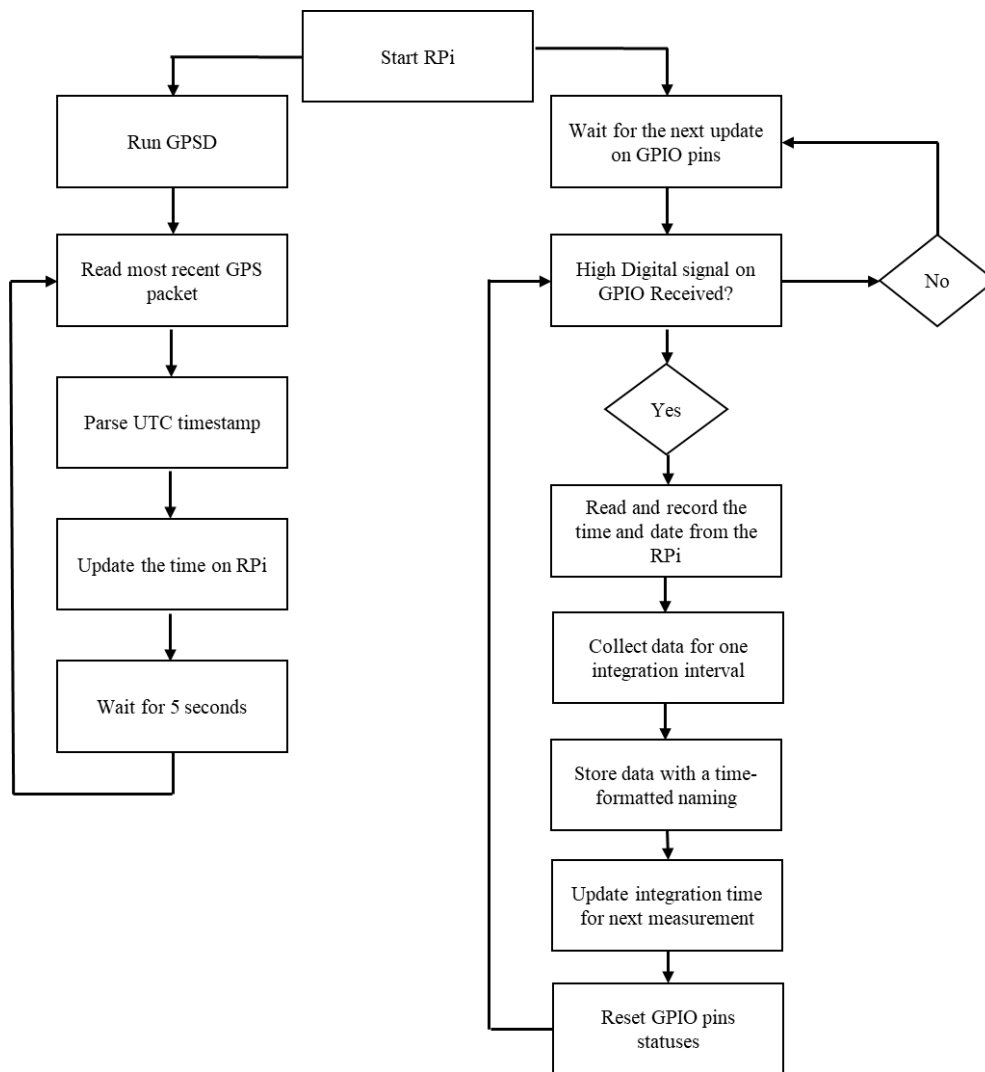 Start RPi
Run GPSD
Read most recent GPS
packet
Parse UTC timestamp
Update the time on RPi
Wait for 5 seconds
Wait for the next update
on GPIO pins
High Digital signal on
GPIO Received?
No
Yes
Read and record the
time and date from the
RPi
Collect data for one
integration interval
Store data with a time-
formatted naming
Update integration time
for next measurement
Reset GPIO pins
statuses